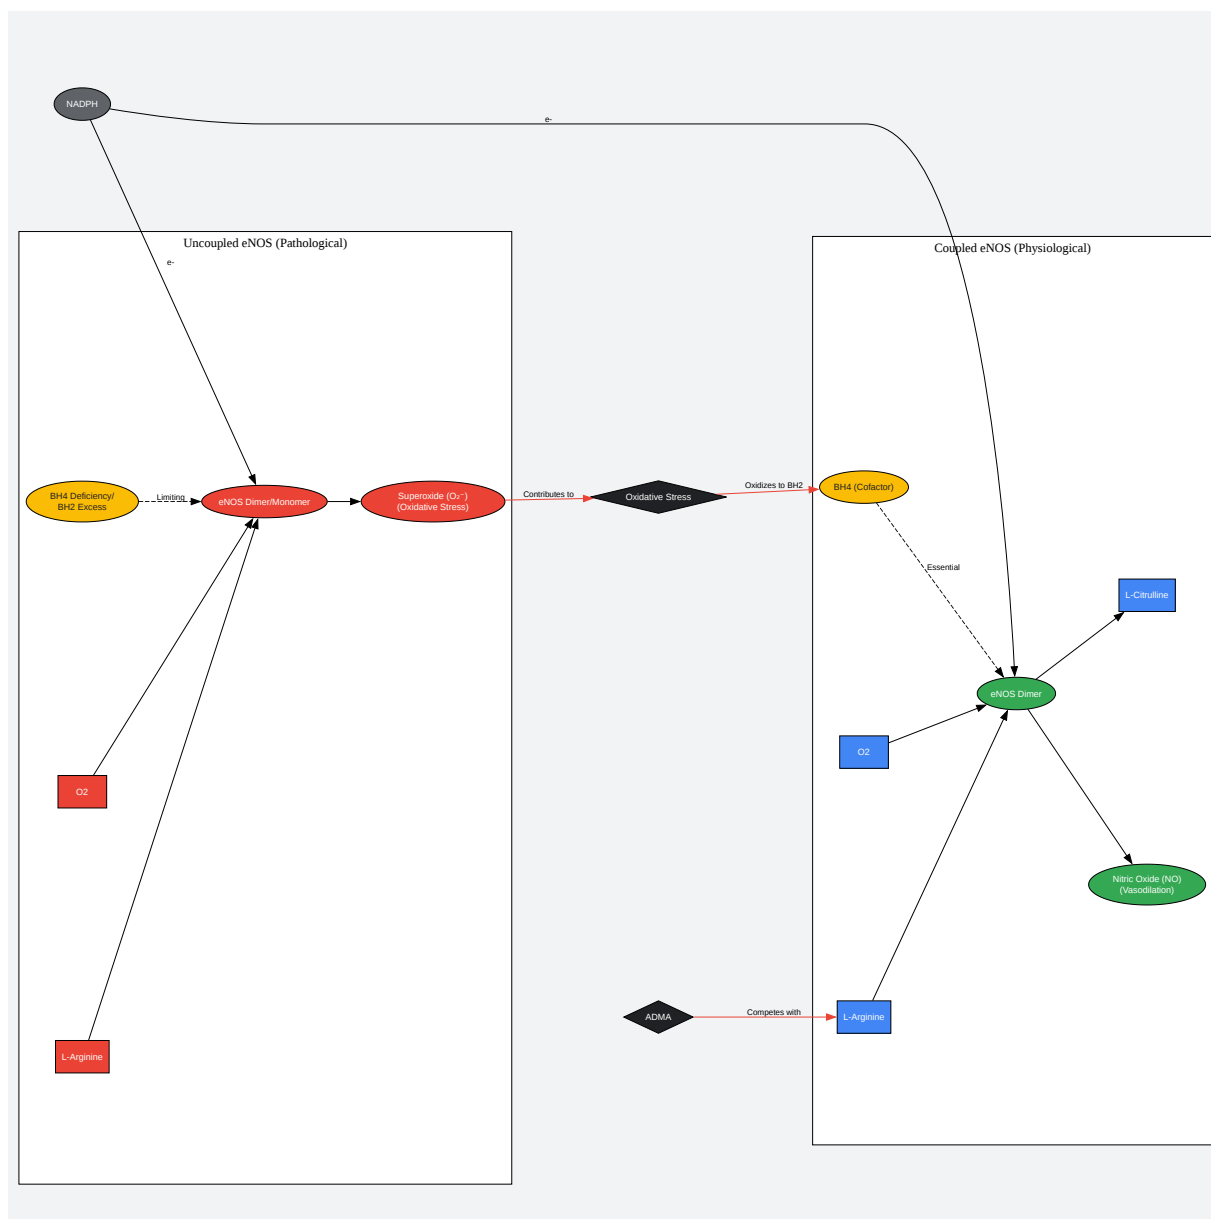 NADPH
e-
Uncoupled eNOS (Pathological)
Coupled eNOS (Physiological)
e-
BH4 Deficiency/
BH2 Excess
Limiting
eNOS Dimer/Monomer
Superoxide (O₂⁻)
(Oxidative Stress)
Contributes to
Oxidative Stress
Oxidizes to BH2
BH4 (Cofactor)
Essential
L-Citrulline
eNOS Dimer
O2
O2
Nitric Oxide (NO)
(Vasodilation)
ADMA
Competes with
L-Arginine
L-Arginine